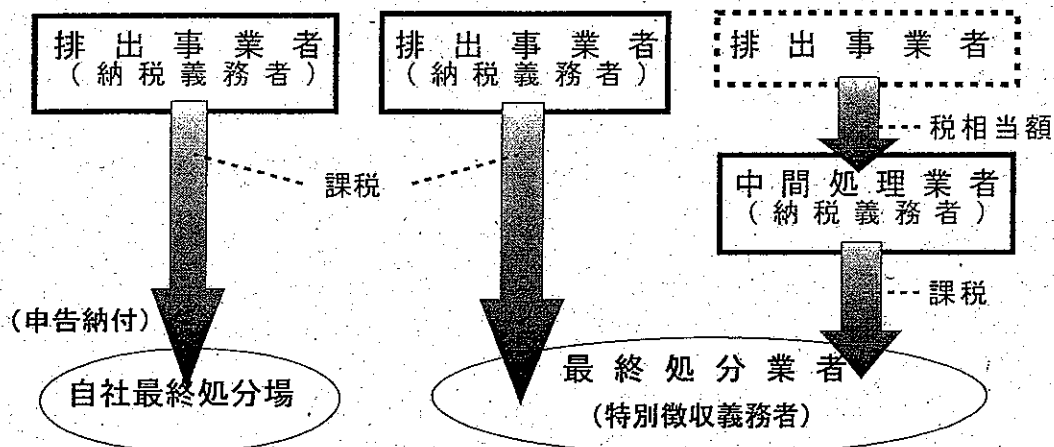 排出事業者
(納税義務者)
排出事業者
(納税義務者)
排出事業者
税相当額
課税
中間処理業者
(納税義務者)
課税
(申告納付)
自社最終処分場
最終処分業者
(特別徴収義務者)